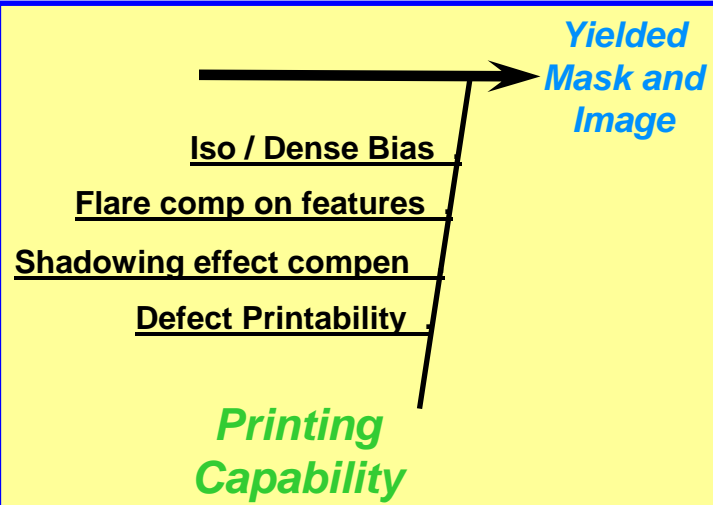 Yielded
Mask and
Image
Iso / Dense Bias .
Flare comp on features .
Shadowing effect compen
Defect Printability .
Printing
Capability